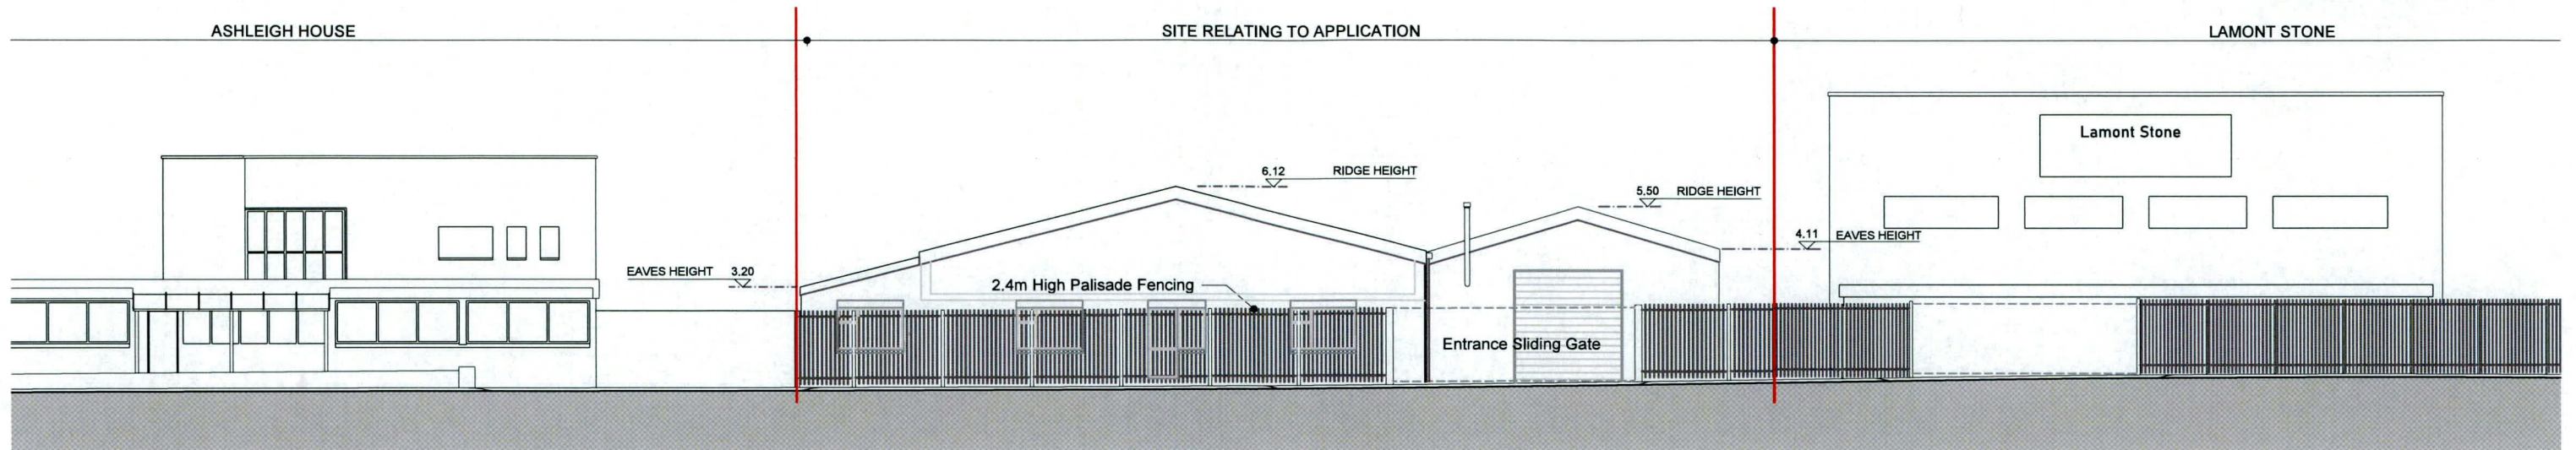 ASHLEIGH HOUSE
SITE RELATING TO APPLICATION
LAMONT STONE
Lamont Stone
6.12 RIDGE HEIGHT
5.50 RIDGE HEIGHT
4.11 EAVES HEIGHT
EAVES HEIGHT 3.20
2.4m High Palisade Fencing
Entrance Sliding Gate